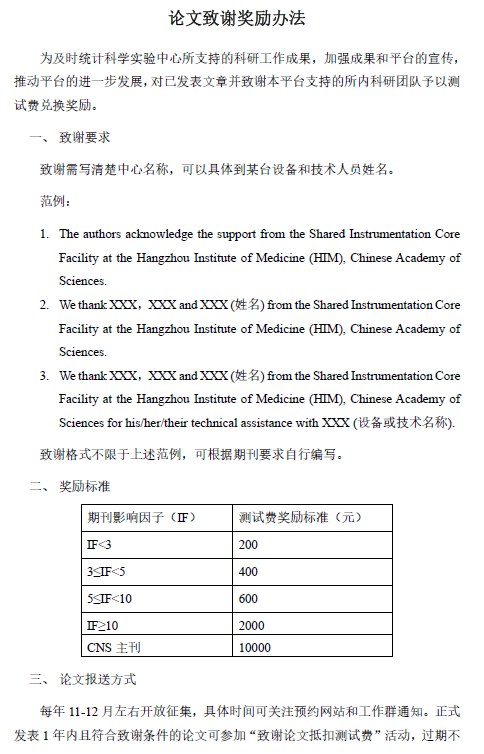 论文致谢奖励办法
为及时统计科学实验中心所支持的科研工作成果，加强成果和平台的宣传，
推动平台的进一步发展，对已发表文章并致谢本平台支持的所内科研团队予以测
试费兑换奖励。
一、 致谢要求
致谢需写清楚中心名称，可以具体到某台设备和技术人员姓名。
范例：
1. The authors acknowledge the support from the Shared Instrumentation Core
Facility at the Hangzhou Institute of Medicine (HIM), Chinese Academy of
Sciences.
2. We thank XXX，XXX and XXX (姓名) from the Shared Instrumentation Core
Facility at the Hangzhou Institute of Medicine (HIM), Chinese Academy of
Sciences.
3. We thank XXX，XXX and XXX (姓名) from the Shared Instrumentation Core
Facility at the Hangzhou Institute of Medicine (HIM), Chinese Academy of
Sciences for his/her/their technical assistance with XXX (设备或技术名称).
致谢格式不限于上述范例，可根据期刊要求自行编写。
二、 奖励标准
期刊影响因子（IF） 测试费奖励标准（元）
IF<3 200
3≤IF<5 400
5≤IF<10 600
IF≥10 2000
CNS 主刊 10000
三、 论文报送方式
每年 11-12 月左右开放征集，具体时间可关注预约网站和工作群通知。正式
发表 1 年内且符合致谢条件的论文可参加“致谢论文抵扣测试费”活动，过期不